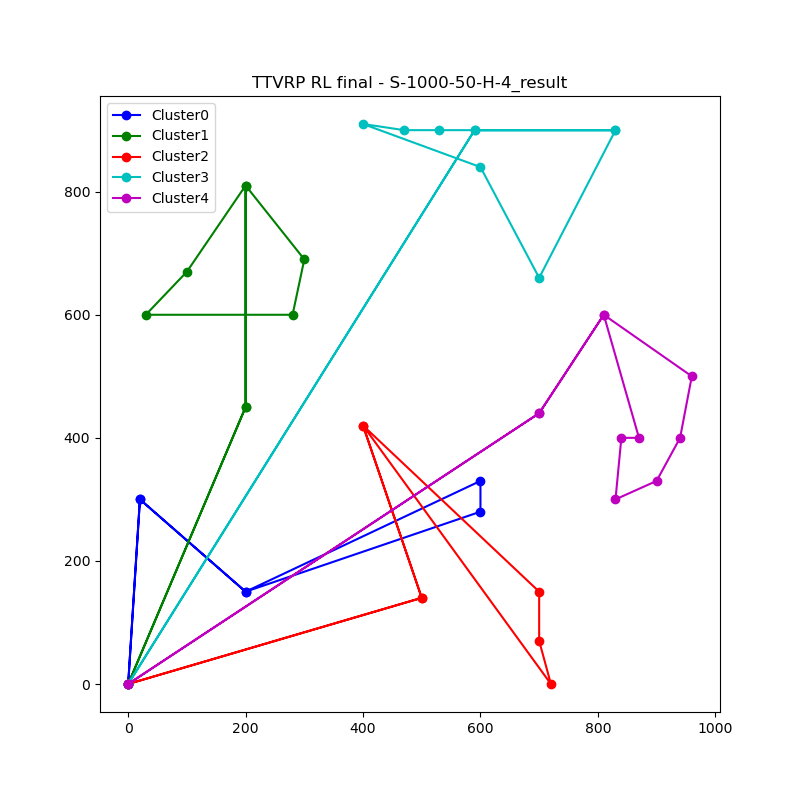 TTVRP RL final - S-1000-50-H-4_result
Cluster0
Cluster1
Cluster2
Cluster3
Cluster4
800
600
400
200
0
0 200 400 600 800 1000